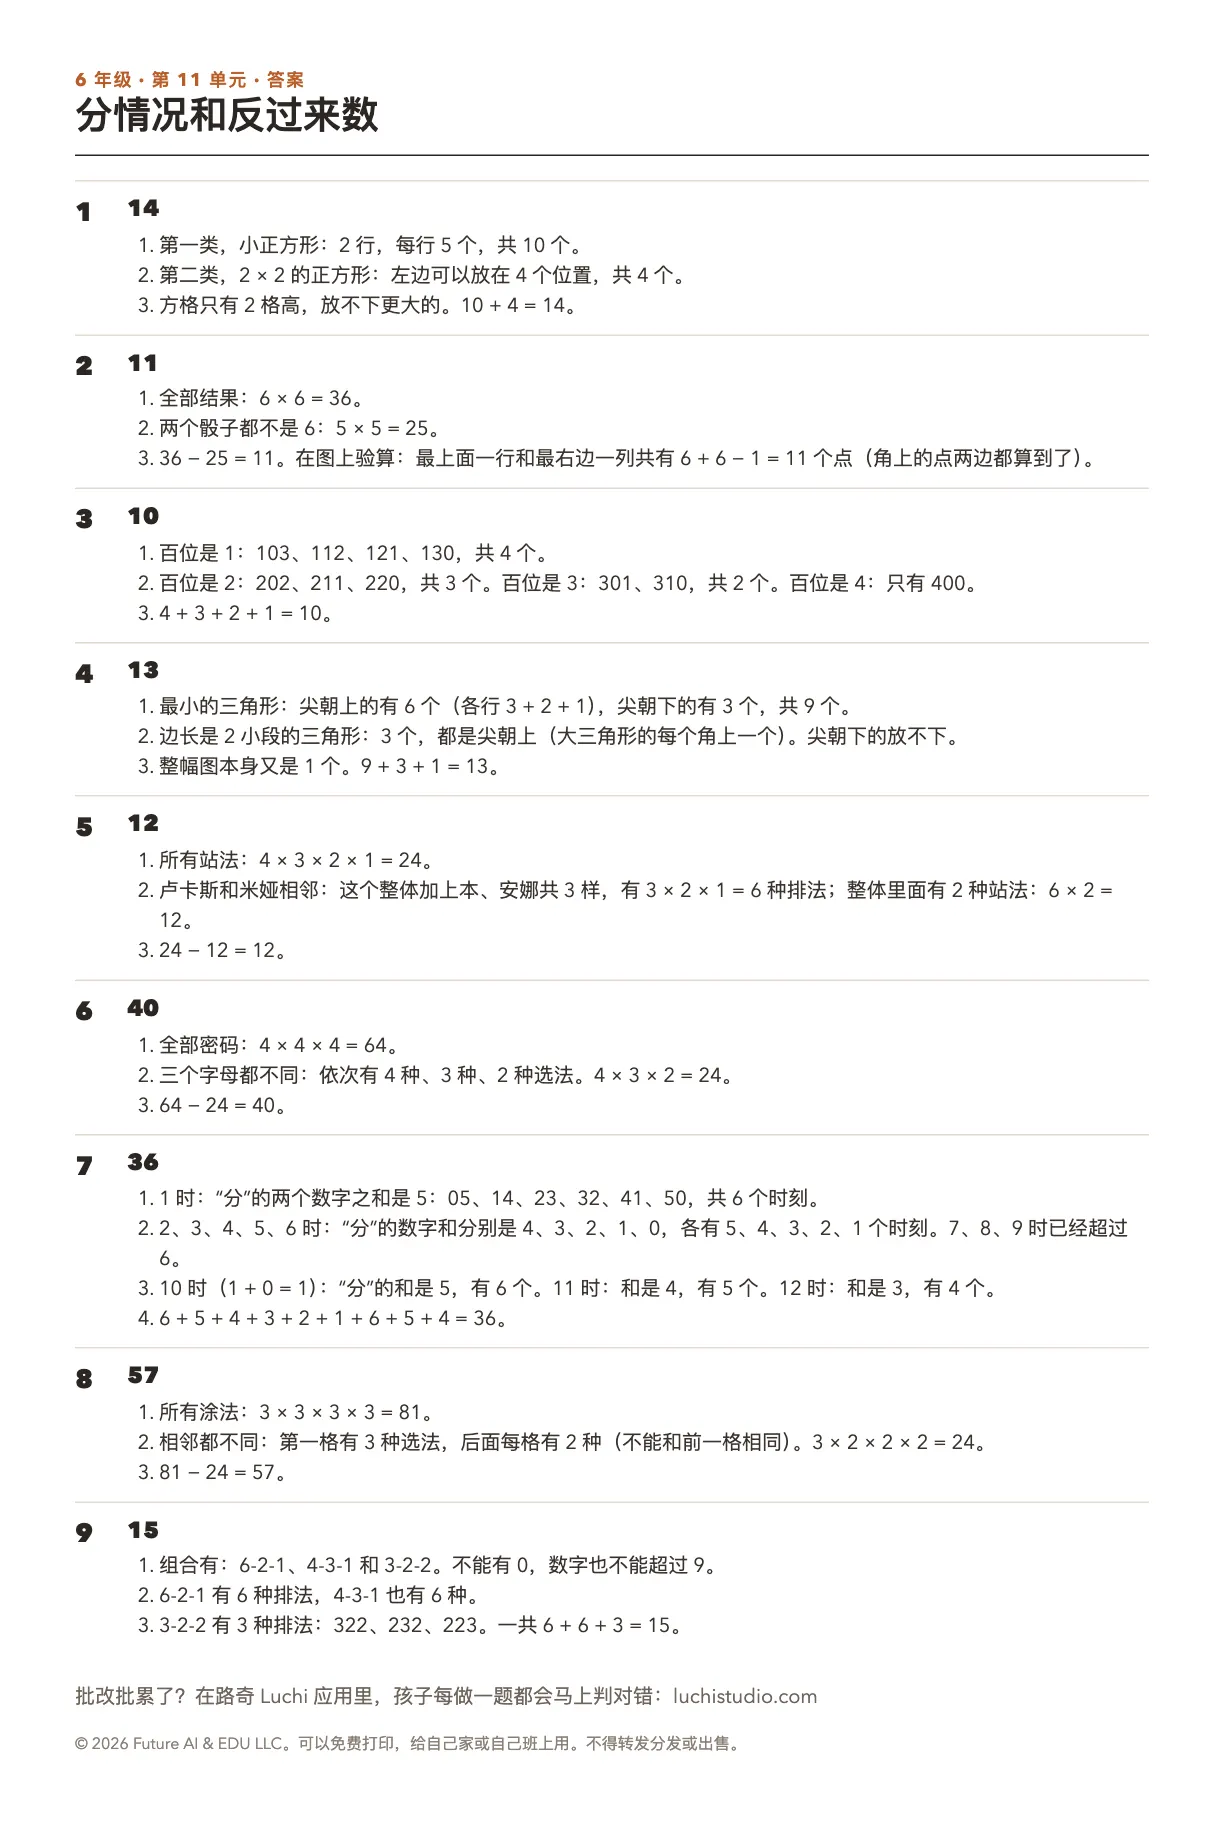 6 年级 · 第 11 单元 · 答案
分情况和反过来数
1 14
1. 第一类，小正方形：2 行，每行 5 个，共 10 个。
2. 第二类，2 × 2 的正方形：左边可以放在 4 个位置，共 4 个。
3. 方格只有 2 格高，放不下更大的。10 + 4 = 14。
2 11
1. 全部结果：6 × 6 = 36。
2. 两个骰子都不是 6：5 × 5 = 25。
3. 36 − 25 = 11。在图上验算：最上面一行和最右边一列共有 6 + 6 − 1 = 11 个点（角上的点两边都算到了）。
3 10
1. 百位是 1：103、112、121、130，共 4 个。
2. 百位是 2：202、211、220，共 3 个。百位是 3：301、310，共 2 个。百位是 4：只有 400。
3. 4 + 3 + 2 + 1 = 10。
4 13
1. 最小的三角形：尖朝上的有 6 个（各行 3 + 2 + 1），尖朝下的有 3 个，共 9 个。
2. 边长是 2 小段的三角形：3 个，都是尖朝上（大三角形的每个角上一个）。尖朝下的放不下。
3. 整幅图本身又是 1 个。9 + 3 + 1 = 13。
5 12
1. 所有站法：4 × 3 × 2 × 1 = 24。
2. 卢卡斯和米娅相邻：这个整体加上本、安娜共 3 样，有 3 × 2 × 1 = 6 种排法；整体里面有 2 种站法：6 × 2 =
12。
3. 24 − 12 = 12。
6 40
1. 全部密码：4 × 4 × 4 = 64。
2. 三个字母都不同：依次有 4 种、3 种、2 种选法。4 × 3 × 2 = 24。
3. 64 − 24 = 40。
7 36
1. 1 时：“分”的两个数字之和是 5：05、14、23、32、41、50，共 6 个时刻。
2. 2、3、4、5、6 时：“分”的数字和分别是 4、3、2、1、0，各有 5、4、3、2、1 个时刻。7、8、9 时已经超过
6。
3. 10 时（1 + 0 = 1）：“分”的和是 5，有 6 个。11 时：和是 4，有 5 个。12 时：和是 3，有 4 个。
4. 6 + 5 + 4 + 3 + 2 + 1 + 6 + 5 + 4 = 36。
8 57
1. 所有涂法：3 × 3 × 3 × 3 = 81。
2. 相邻都不同：第一格有 3 种选法，后面每格有 2 种（不能和前一格相同）。3 × 2 × 2 × 2 = 24。
3. 81 − 24 = 57。
9 15
1. 组合有：6-2-1、4-3-1 和 3-2-2。不能有 0，数字也不能超过 9。
2. 6-2-1 有 6 种排法，4-3-1 也有 6 种。
3. 3-2-2 有 3 种排法：322、232、223。一共 6 + 6 + 3 = 15。
批改批累了？在路奇 Luchi 应用里，孩子每做一题都会马上判对错：luchistudio.com
© 2026 Future AI & EDU LLC。可以免费打印，给自己家或自己班上用。不得转发分发或出售。